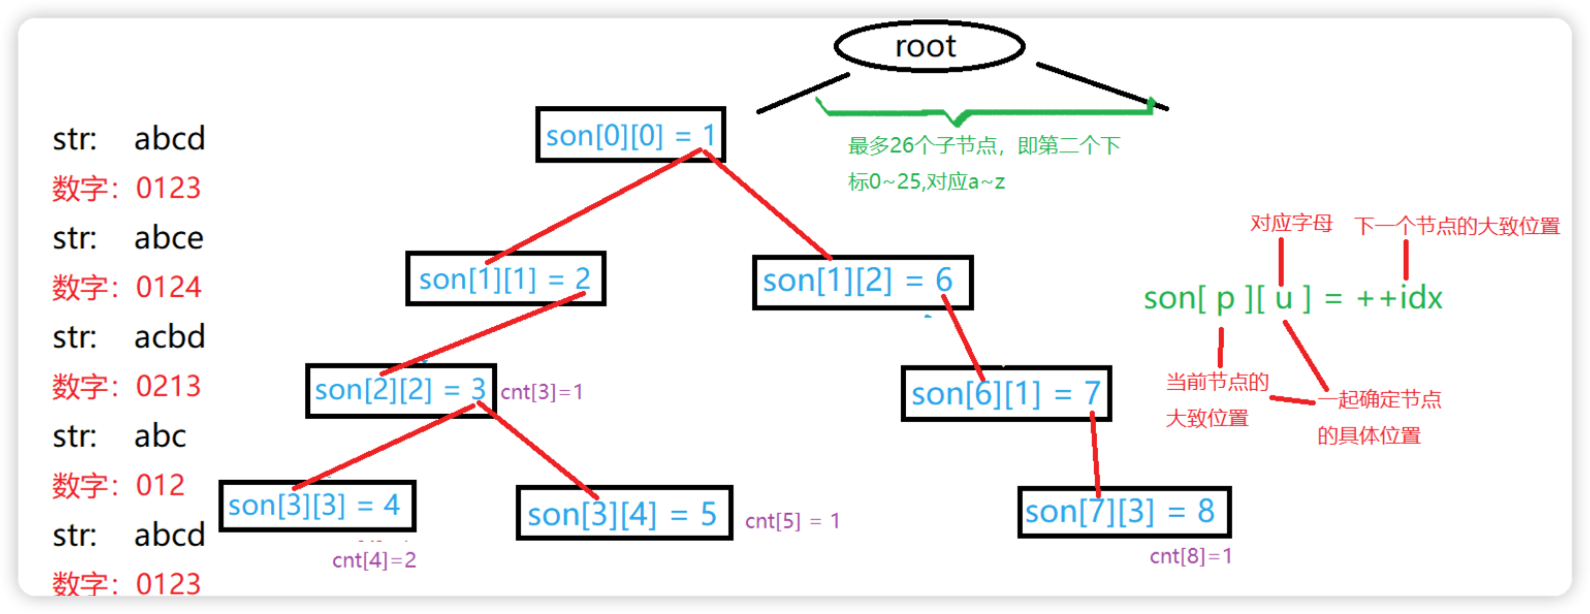 root
son[0][0] = 1
最多26个子节点，即第二个下
标0~25,对应a~z
str: abcd
数字：0123
str: abce
数字：0124
str: acbd
数字：0213
str: abc
数字：012
str: abcd
数字：0123
son[1][1] = 2
son[1][2] = 6
son[2][2] = 3
cnt[3]=1
son[6][1] = 7
son[3][3] = 4
cnt[4]=2
son[3][4] = 5
cnt[5] = 1
son[7][3] = 8
cnt[8]=1
对应字母
下一个节点的大致位置
son[ p ][ u ] = ++idx
当前节点的
大致位置
一起确定节点
的具体位置